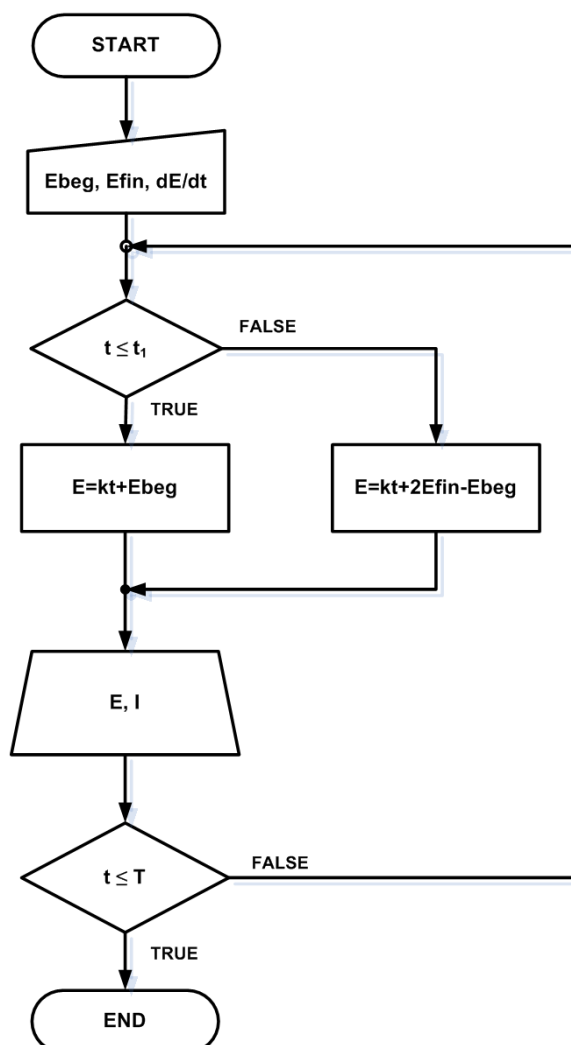 START
Ebeg, Efin, dE/dt
t ≤ t₁
FALSE
TRUE
E=kt+Ebeg
E=kt+2Efin-Ebeg
E, I
t ≤ T
FALSE
TRUE
END